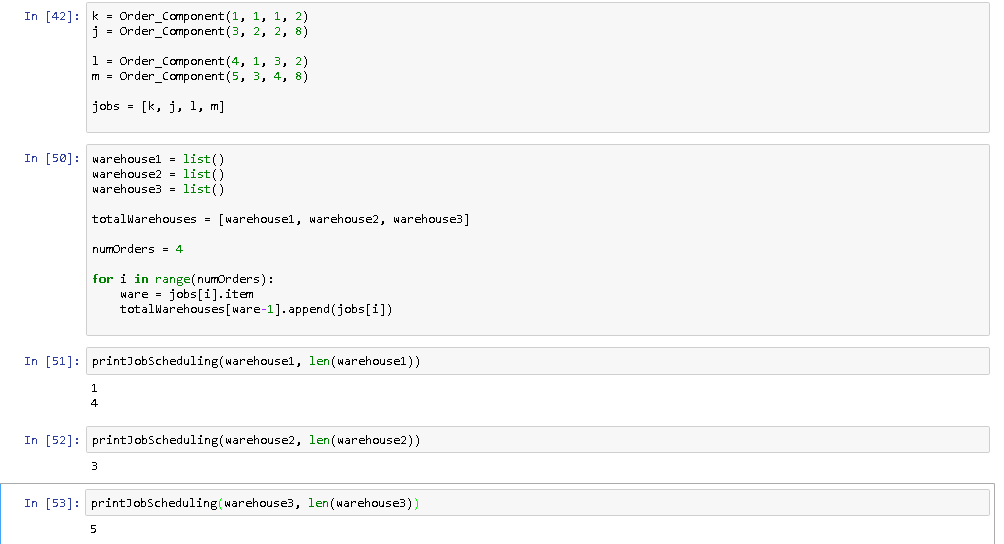 In [42]:
k = Order_Component(1, 1, 1, 2)
j = Order_Component(3, 2, 2, 8)
l = Order_Component(4, 1, 3, 2)
m = Order_Component(5, 3, 4, 8)
jobs = [k, j, l, m]
In [50]:
warehouse1 = list()
warehouse2 = list()
warehouse3 = list()
totalWarehouses = [warehouse1, warehouse2, warehouse3]
numOrders = 4
for i in range(numOrders):
    ware = jobs[i].item
    totalWarehouses[ware-1].append(jobs[i])
In [51]:
printJobScheduling(warehouse1, len(warehouse1))
1
4
In [52]:
printJobScheduling(warehouse2, len(warehouse2))
3
In [53]:
printJobScheduling(warehouse3, len(warehouse3))
5